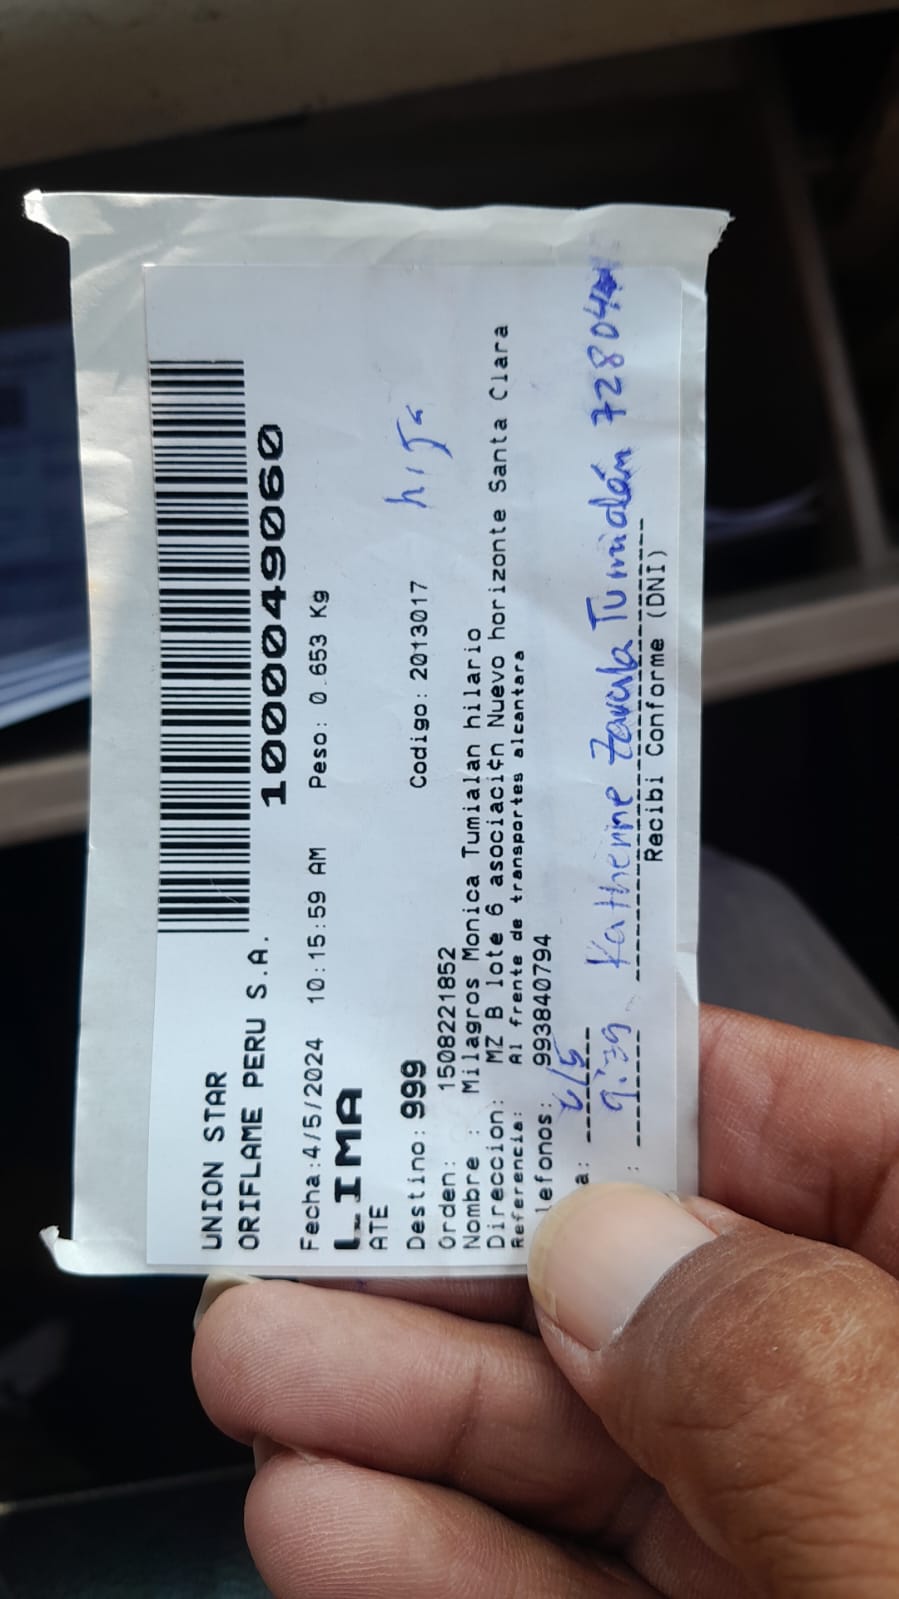 UNION STAR
ORIFLAME PERU S.A.
1000049060
Fecha:4/5/2024 10:15:59 AM Peso: 0.653 Kg
LIMA
ATE
Destino: 999 Codigo: 2013017 hija
Orden: 1508221852
Nombre : Milagros Monica Tumialan hilario
Direccion: MZ B lote 6 asociaci¢n Nuevo horizonte Santa Clara
Referencia: Al frente de transportes alcantara
lefonos: 993840794
a: 6/5
: 9:39 Katherine Zavala Tumialán 72804
Recibi Conforme (DNI)